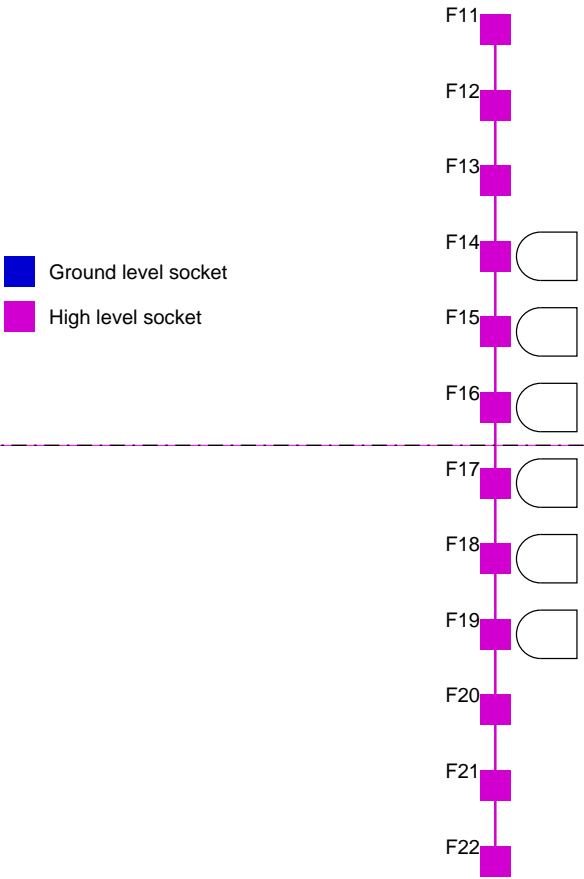 F11
F12
F13
F14
Ground level socket
F15
High level socket
F16
F17
F18
F19
F20
F21
F22